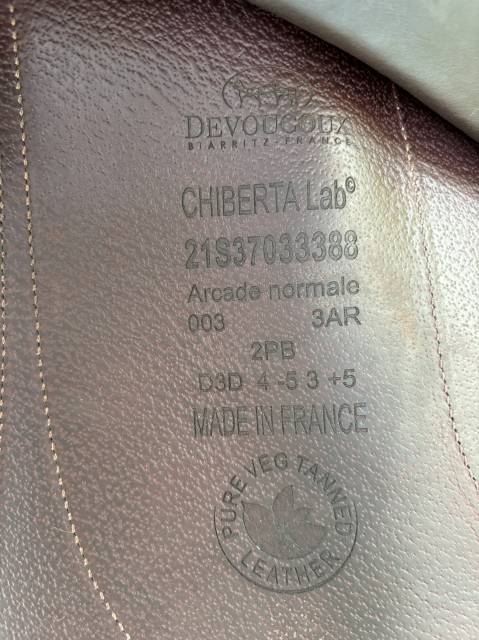 DEVOUCOUX
BIARRITZ-FRANCE
CHIBERTA Lab©
21S37033388
Arcade normale
003 3AR
2PB
D3D 4 -5 3 +5
MADE IN FRANCE
PURE VEG TANNED
LEATHER